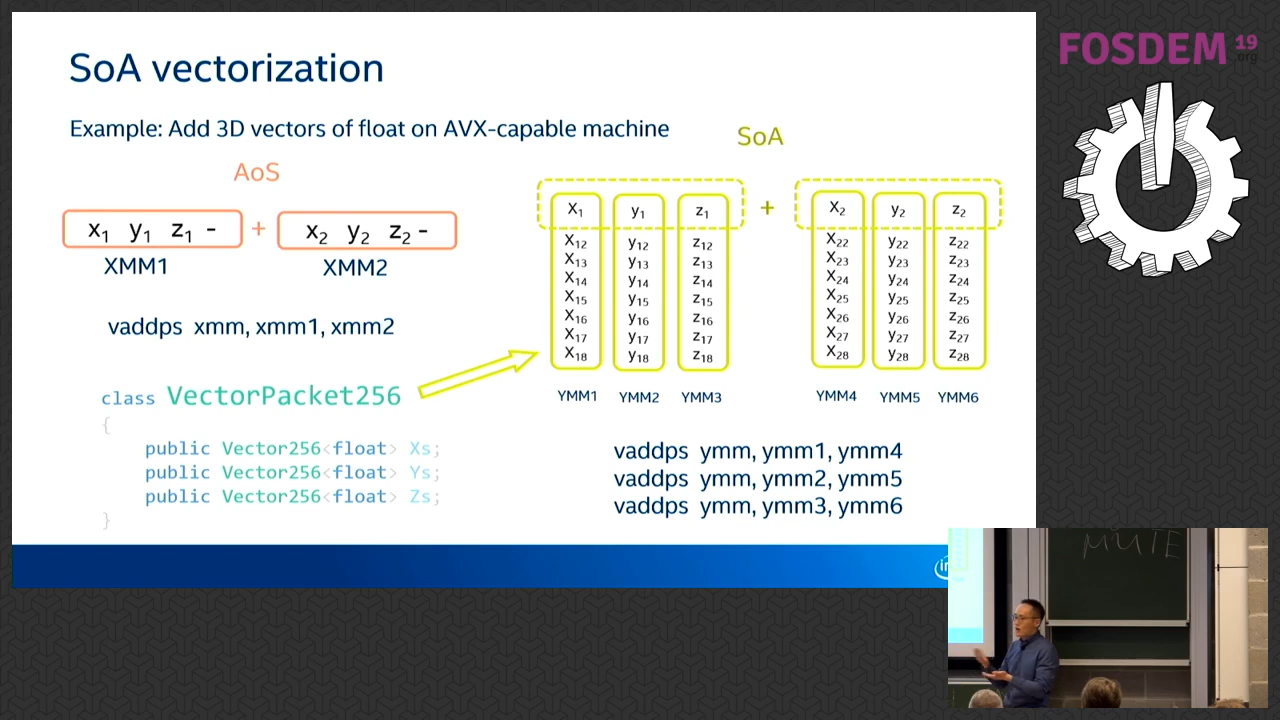 SoA vectorization
Example: Add 3D vectors of float on AVX-capable machine
AoS
x₁ y₁ z₁ - + x₂ y₂ z₂ -
XMM1 XMM2
vaddps xmm, xmm1, xmm2
class VectorPacket256
{
public Vector256<float> Xs;
public Vector256<float> Ys;
public Vector256<float> Zs;
}
SoA
X₁ y₁ z₁ + X₂ y₂ z₂
X₁₂ y₁₂ z₁₂ X₂₂ y₂₂ z₂₂
X₁₃ y₁₃ z₁₃ X₂₃ y₂₃ z₂₃
X₁₄ y₁₄ z₁₄ X₂₄ y₂₄ z₂₄
X₁₅ y₁₅ z₁₅ X₂₅ y₂₅ z₂₅
X₁₆ y₁₆ z₁₆ X₂₆ y₂₆ z₂₆
X₁₇ y₁₇ z₁₇ X₂₇ y₂₇ z₂₇
X₁₈ y₁₈ z₁₈ X₂₈ y₂₈ z₂₈
YMM1 YMM2 YMM3 YMM4 YMM5 YMM6
vaddps ymm, ymm1, ymm4
vaddps ymm, ymm2, ymm5
vaddps ymm, ymm3, ymm6
FOSDEM 19
.org
MUTE